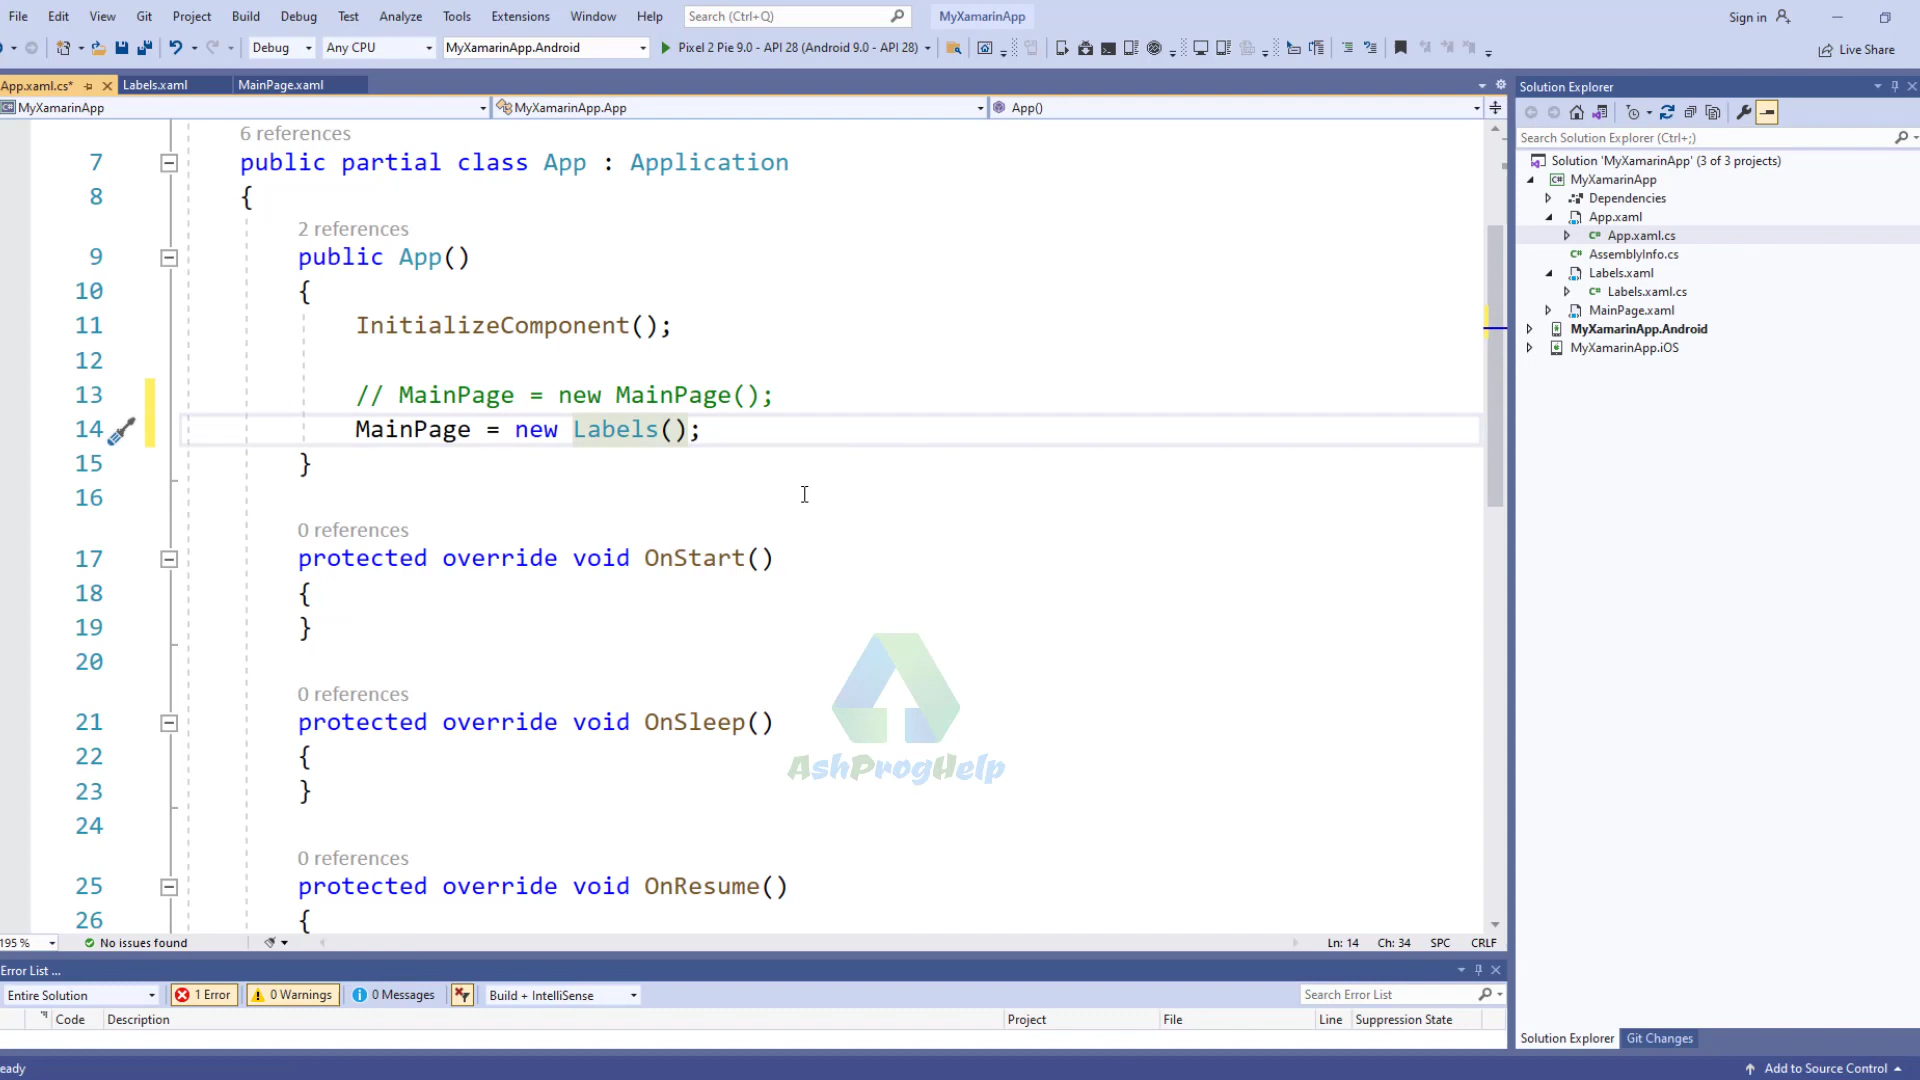 File Edit View Git Project Build Debug Test Analyze Tools Extensions Window Help Search (Ctrl+Q) MyXamarinApp Sign in
Debug Any CPU MyXamarinApp.Android Pixel 2 Pie 9.0 - API 28 (Android 9.0 - API 28) Live Share
App.xaml.cs* Labels.xaml MainPage.xaml
MyXamarinApp MyXamarinApp.App App()
6 references
7 public partial class App : Application
8 {
2 references
9 public App()
10 {
11 InitializeComponent();
12
13 // MainPage = new MainPage();
14 MainPage = new Labels();
15 }
16
0 references
17 protected override void OnStart()
18 {
19 }
20
0 references
21 protected override void OnSleep()
22 {
23 }
24
0 references
25 protected override void OnResume()
26 {
AshProgHelp
195 % No issues found Ln: 14 Ch: 34 SPC CRLF
Error List ...
Entire Solution 1 Error 0 Warnings 0 Messages Build + IntelliSense Search Error List
Code Description Project File Line Suppression State
eady
Solution Explorer
Search Solution Explorer (Ctrl+;)
Solution 'MyXamarinApp' (3 of 3 projects)
C# MyXamarinApp
Dependencies
App.xaml
C# App.xaml.cs
C# AssemblyInfo.cs
Labels.xaml
C# Labels.xaml.cs
MainPage.xaml
MyXamarinApp.Android
MyXamarinApp.iOS
Solution Explorer Git Changes
Add to Source Control